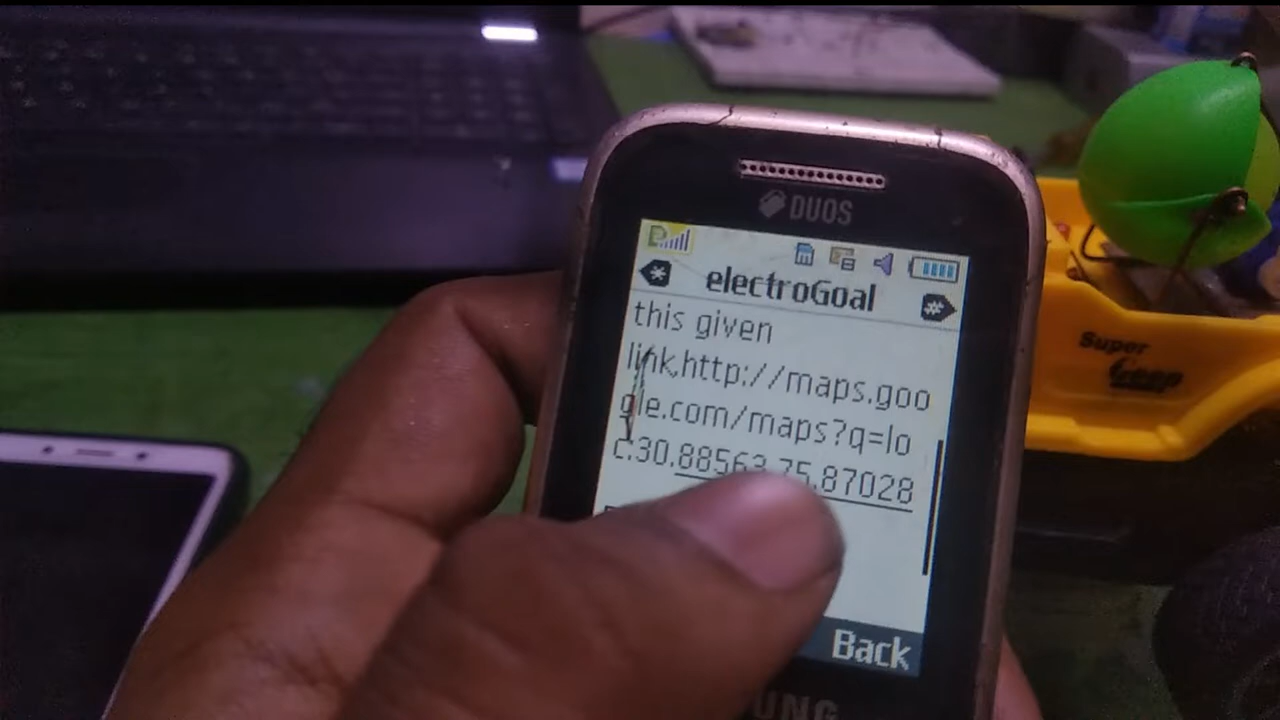 DUOS
electroGoal
this given
link,http://maps.goo
gle.com/maps?q=lo
c:30.88563,75.87028
Back
Super